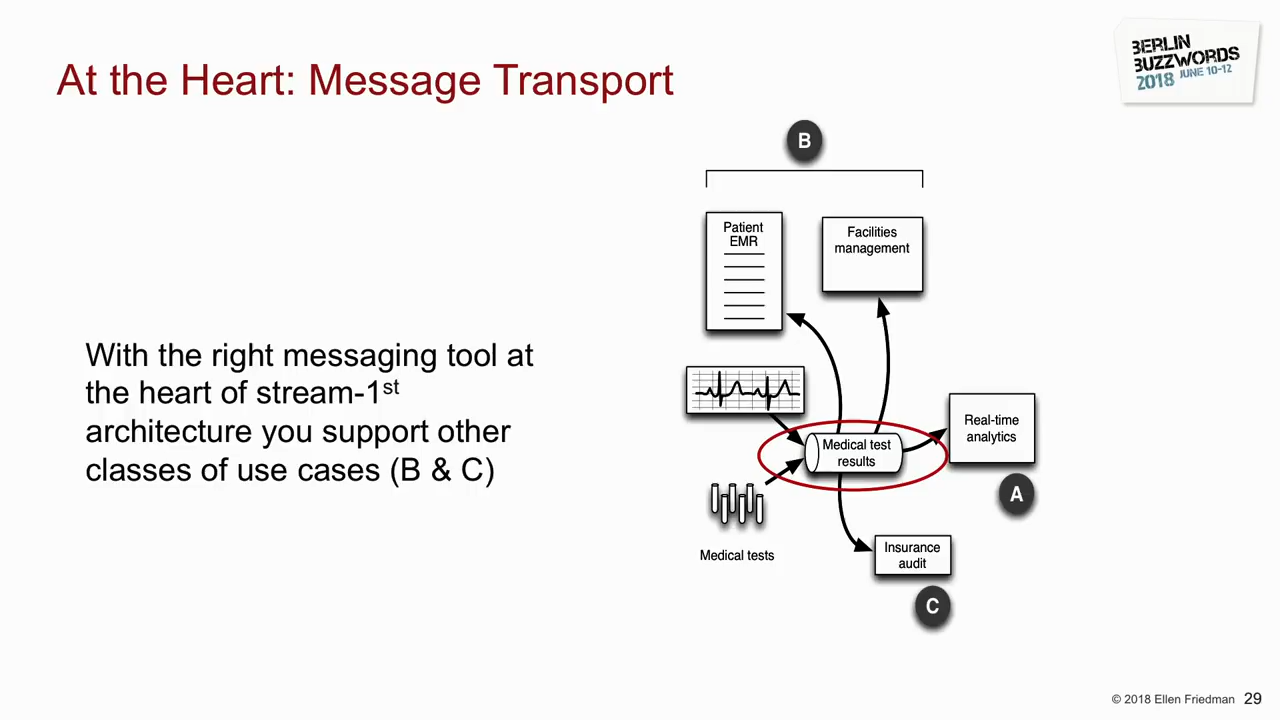 At the Heart: Message Transport
BERLIN
BUZZWORDS
2018 JUNE 10-12
With the right messaging tool at
the heart of stream-1st
architecture you support other
classes of use cases (B & C)
B
Patient
EMR
Facilities
management
Medical test
results
Real-time
analytics
A
Medical tests
Insurance
audit
C
© 2018 Ellen Friedman 29